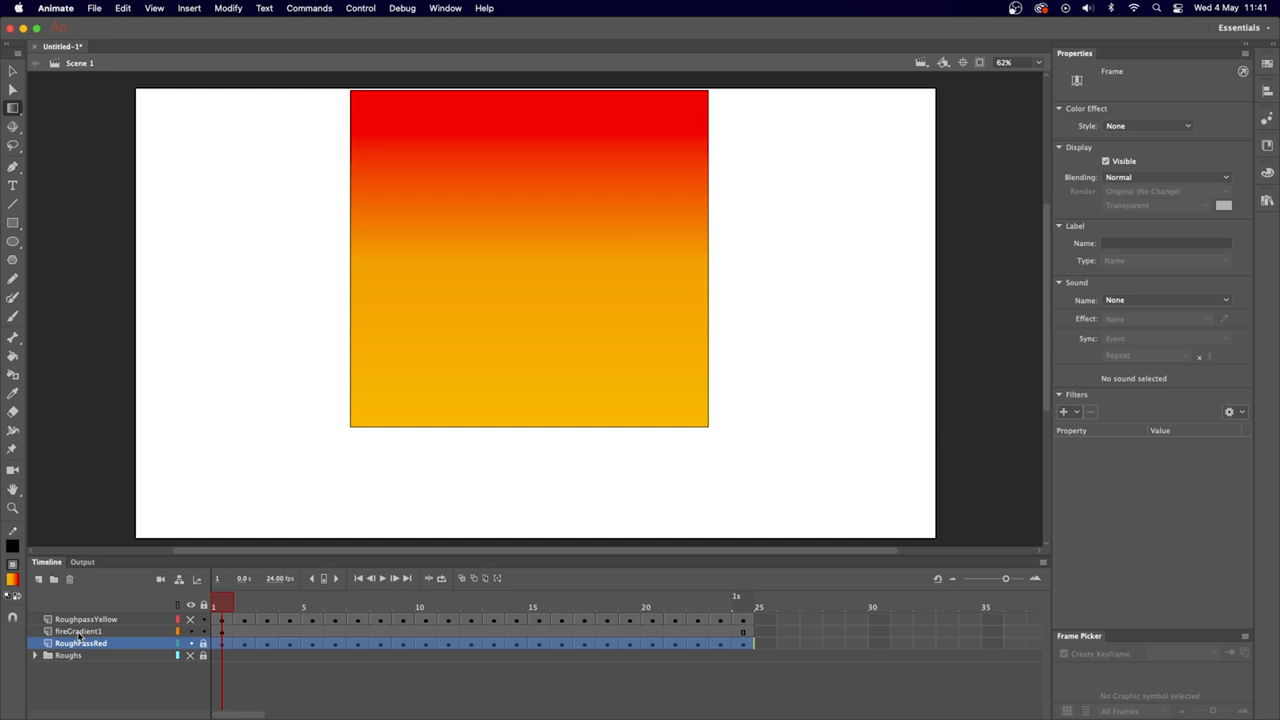 Animate File Edit View Insert Modify Text Commands Control Debug Window Help Wed 4 May 11:41
An Essentials
Untitled-1*
Scene 1 62%
Properties
Frame
Color Effect
Style: None
Display
Visible
Blending: Normal
Render: Original (No Change)
Transparent
Label
Name:
Type: Name
Sound
Name: None
Effect: None
Sync: Event
Repeat x 1
No sound selected
Filters
Property Value
Timeline Output
1 0.0 s 24.00 fps
1s
1 5 10 15 20 25 30 35
RoughpassYellow
fireGradient1
RoughPassRed
Roughs
Frame Picker
Create Keyframe
No Graphic symbol selected
All Frames